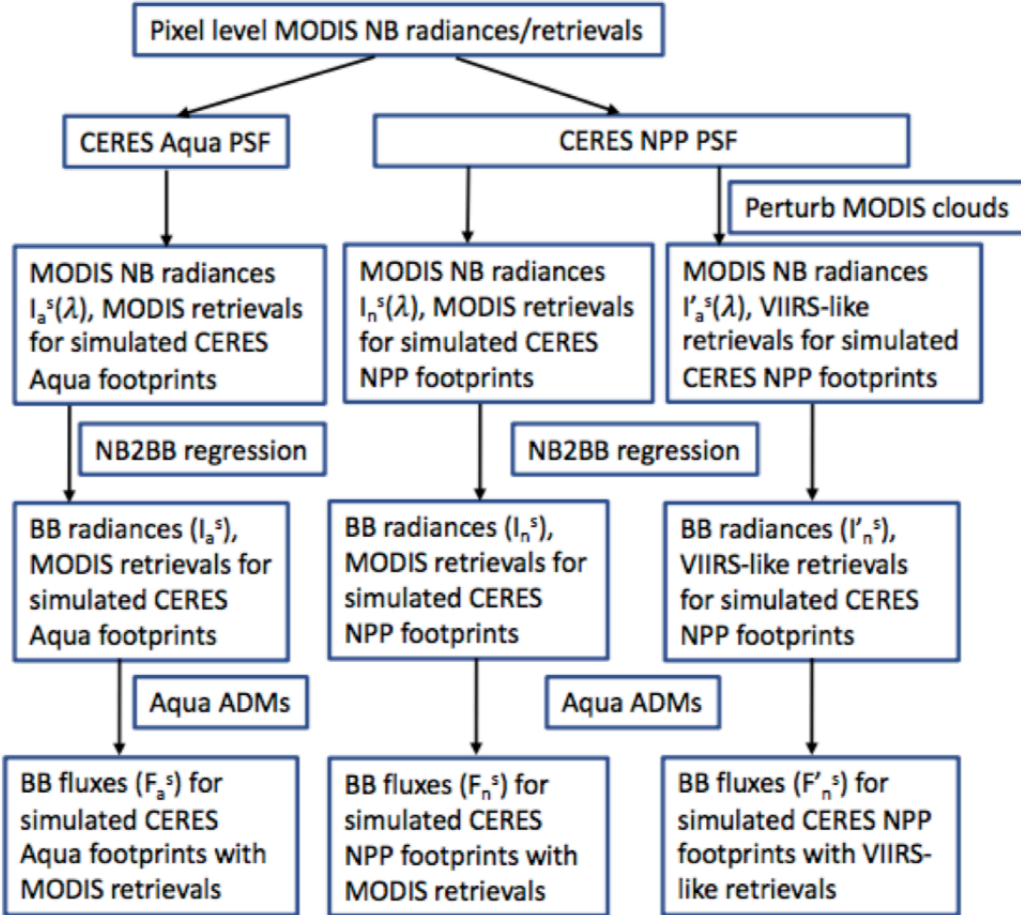 Pixel level MODIS NB radiances/retrievals
CERES Aqua PSF
CERES NPP PSF
Perturb MODIS clouds
MODIS NB radiances
Iₐˢ(λ), MODIS retrievals
for simulated CERES
Aqua footprints
MODIS NB radiances
Iₙˢ(λ), MODIS retrievals
for simulated CERES
NPP footprints
MODIS NB radiances
I'ₐˢ(λ), VIIRS-like
retrievals for simulated
CERES NPP footprints
NB2BB regression
NB2BB regression
BB radiances (Iₐˢ),
MODIS retrievals for
simulated CERES
Aqua footprints
BB radiances (Iₙˢ),
MODIS retrievals for
simulated CERES
NPP footprints
BB radiances (I'ₙˢ),
VIIRS-like retrievals
for simulated CERES
NPP footprints
Aqua ADMs
Aqua ADMs
BB fluxes (Fₐˢ) for
simulated CERES
Aqua footprints with
MODIS retrievals
BB fluxes (Fₙˢ) for
simulated CERES
NPP footprints with
MODIS retrievals
BB fluxes (F'ₙˢ) for
simulated CERES NPP
footprints with VIIRS-
like retrievals